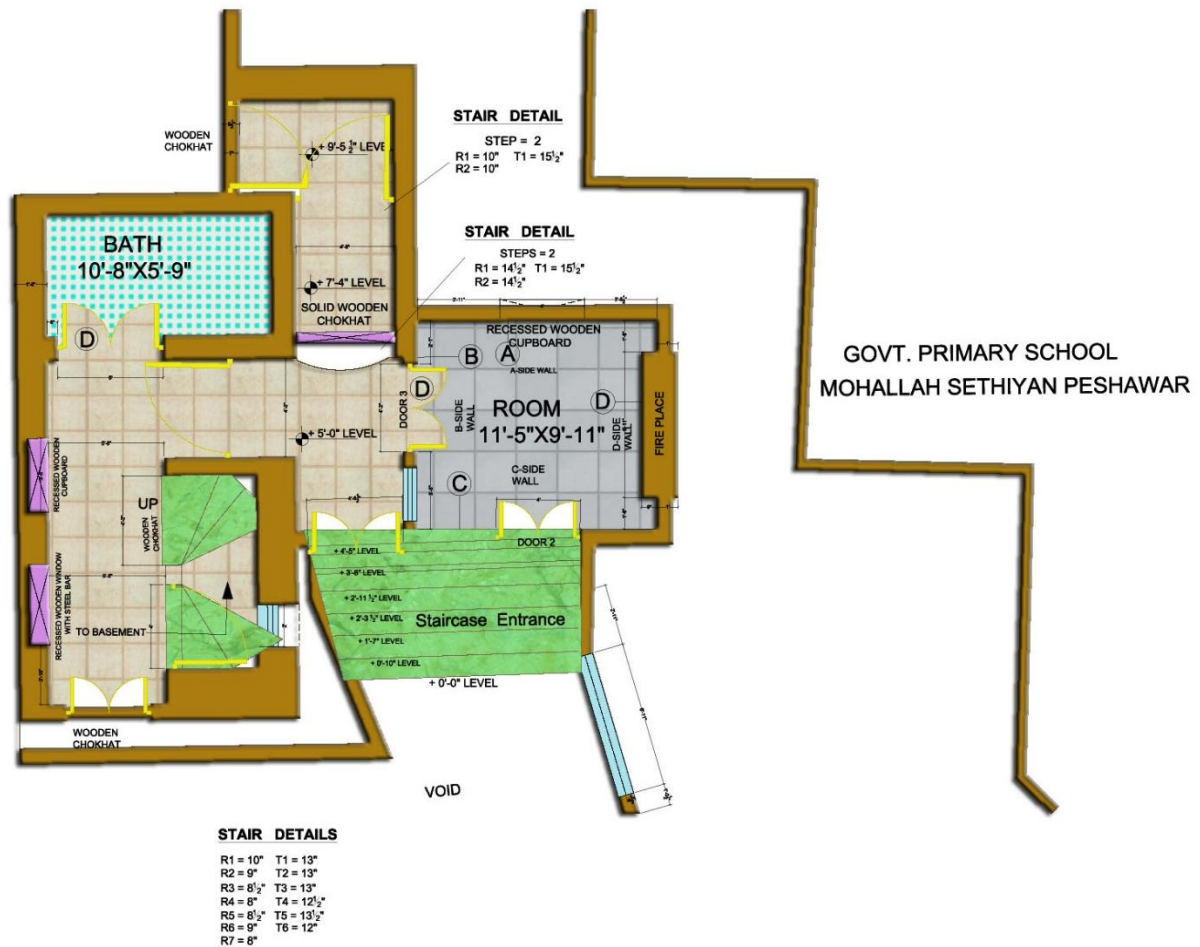 STAIR DETAIL
STEP = 2
R1 = 10" T1 = 15½"
R2 = 10"
WOODEN
CHOKHAT
+ 9'-5 ½" LEVEL
STAIR DETAIL
STEPS = 2
R1 = 14½" T1 = 15½"
R2 = 14½"
BATH
10'-8"X5'-9"
+ 7'-4" LEVEL
SOLID WOODEN
CHOKHAT
D
RECESSED WOODEN
CUPBOARD
B
A
A-SIDE WALL
GOVT. PRIMARY SCHOOL
MOHALLAH SETHIYAN PESHAWAR
D
DOOR 3
B-SIDE
WALL
ROOM
11'-5"X9'-11"
D
D-SIDE
WALL
FIRE PLACE
+ 5'-0" LEVEL
C-SIDE
WALL
C
RECESSED WOODEN
CUPBOARD
UP
WOODEN
CHOKHAT
DOOR 2
+ 4'-5" LEVEL
+ 2'-11 ½" LEVEL
+ 2'-3 ½" LEVEL
+ 1'-7" LEVEL
+ 0'-10" LEVEL
Staircase Entrance
+ 0'-0" LEVEL
RECESSED WOODEN WINDOW
WITH STEEL BAR
TO BASEMENT
WOODEN
CHOKHAT
VOID
STAIR DETAILS
R1 = 10" T1 = 13"
R2 = 9" T2 = 13"
R3 = 8½" T3 = 13"
R4 = 8" T4 = 12½"
R5 = 8½" T5 = 13½"
R6 = 9" T6 = 12"
R7 = 8"